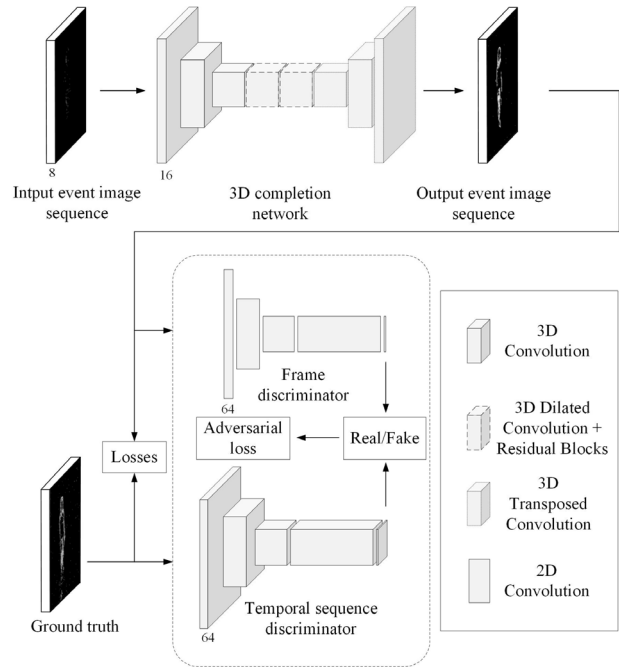 8
16
Intput event image
sequence
3D completion
network
Output event image
sequence
64
Frame
discriminator
Adversarial
loss
Real/Fake
Losses
64
Temporal sequence
discriminator
Ground truth
3D
Convolution
3D Dilated
Convolution +
Residual Blocks
3D
Transposed
Convolution
2D
Convolution